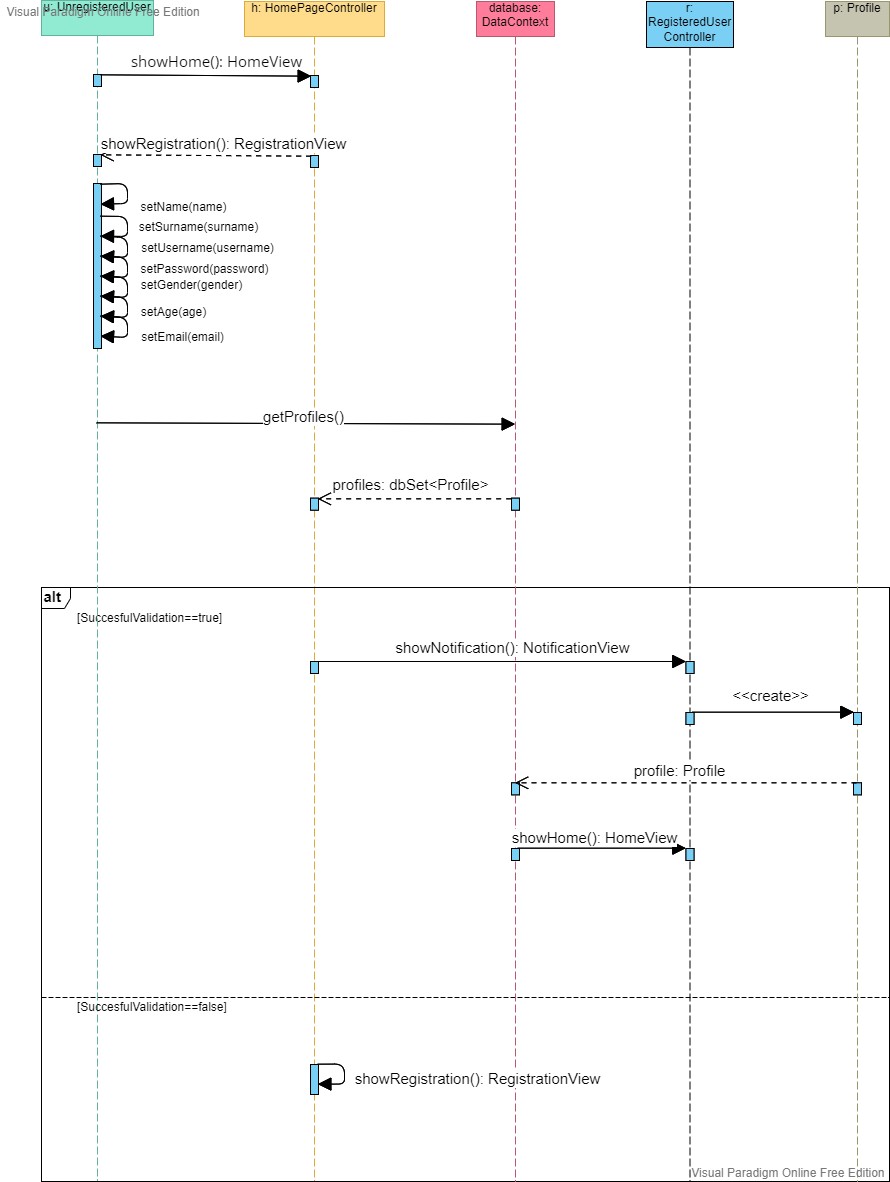 Visual Paradigm Online Free Edition
u: UnregisteredUser
h: HomePageController
database:
DataContext
r:
RegisteredUser
Controller
p: Profile
showHome(): HomeView
showRegistration(): RegistrationView
setName(name)
setSurname(surname)
setUsername(username)
setPassword(password)
setGender(gender)
setAge(age)
setEmail(email)
getProfiles()
profiles: dbSet<Profile>
alt
[SuccesfulValidation==true]
showNotification(): NotificationView
<<create>>
profile: Profile
showHome(): HomeView
[SuccesfulValidation==false]
showRegistration(): RegistrationView
Visual Paradigm Online Free Edition